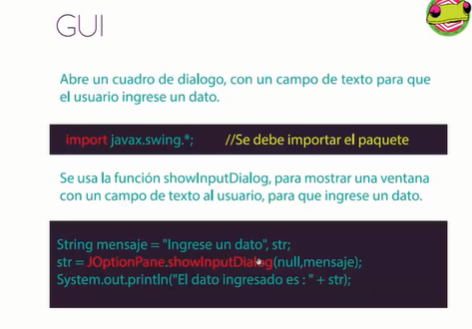 GUI
Abre un cuadro de dialogo, con un campo de texto para que
el usuario ingrese un dato.
import javax.swing.*; //Se debe importar el paquete
Se usa la función showInputDialog, para mostrar una ventana
con un campo de texto al usuario, para que ingrese un dato.
String mensaje = "Ingrese un dato", str;
str = JOptionPane.showInputDialog(null,mensaje);
System.out.println("El dato ingresado es : " + str);